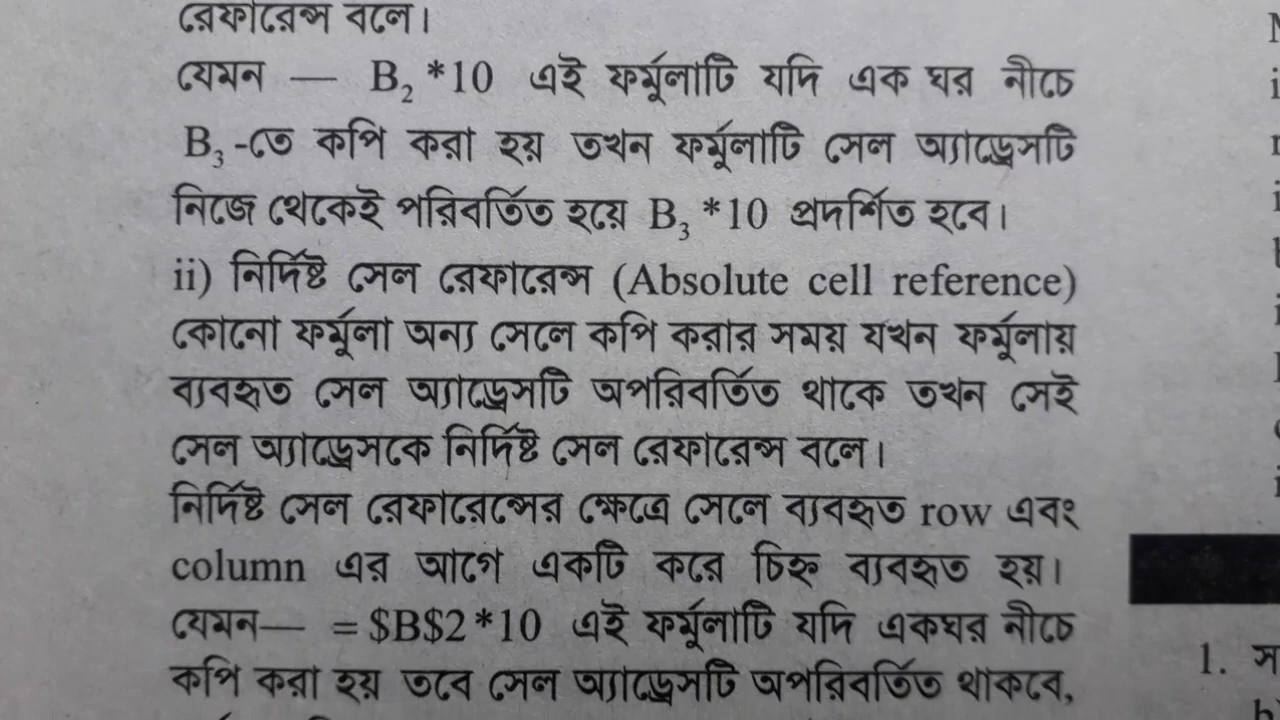 রেফারেন্স বলে।
যেমন — B₂ *10 এই ফর্মুলাটি যদি এক ঘর নীচে
B₃ -তে কপি করা হয় তখন ফর্মুলাটি সেল অ্যাড্রেসটি
নিজে থেকেই পরিবর্তিত হয়ে B₃ *10 প্রদর্শিত হবে।
ii) নির্দিষ্ট সেল রেফারেন্স (Absolute cell reference)
কোনো ফর্মুলা অন্য সেলে কপি করার সময় যখন ফর্মুলায়
ব্যবহৃত সেল অ্যাড্রেসটি অপরিবর্তিত থাকে তখন সেই
সেল অ্যাড্রেসকে নির্দিষ্ট সেল রেফারেন্স বলে।
নির্দিষ্ট সেল রেফারেন্সের ক্ষেত্রে সেলে ব্যবহৃত row এবং
column এর আগে একটি করে চিহ্ন ব্যবহৃত হয়।
যেমন— = $B$2*10 এই ফর্মুলাটি যদি একঘর নীচে
কপি করা হয় তবে সেল অ্যাড্রেসটি অপরিবর্তিত থাকবে,
1.